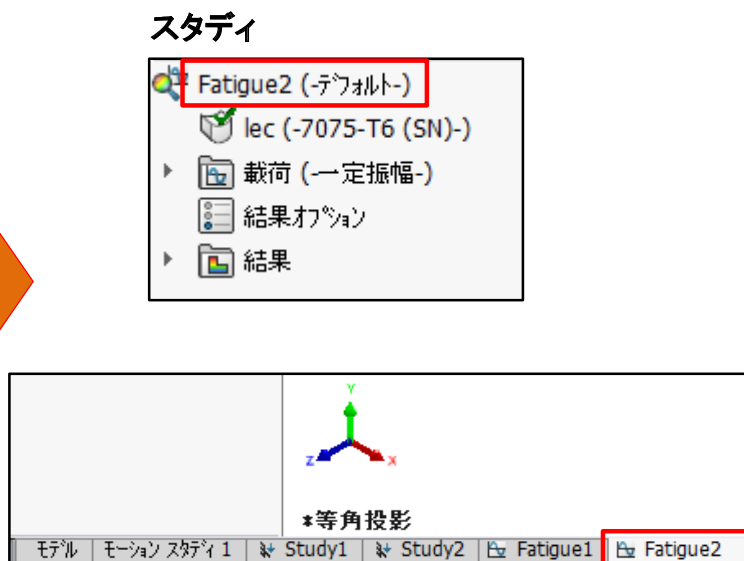 スタディ
Fatigue2 (-ﾃﾞﾌｫﾙﾄ-)
lec (-7075-T6 (SN)-)
載荷 (-一定振幅-)
結果ｵﾌﾟｼｮﾝ
結果
Y
Z
X
*等角投影
ﾓﾃﾞﾙ ﾓｰｼｮﾝ ｽﾀﾃﾞｨ 1 Study1 Study2 Fatigue1 Fatigue2